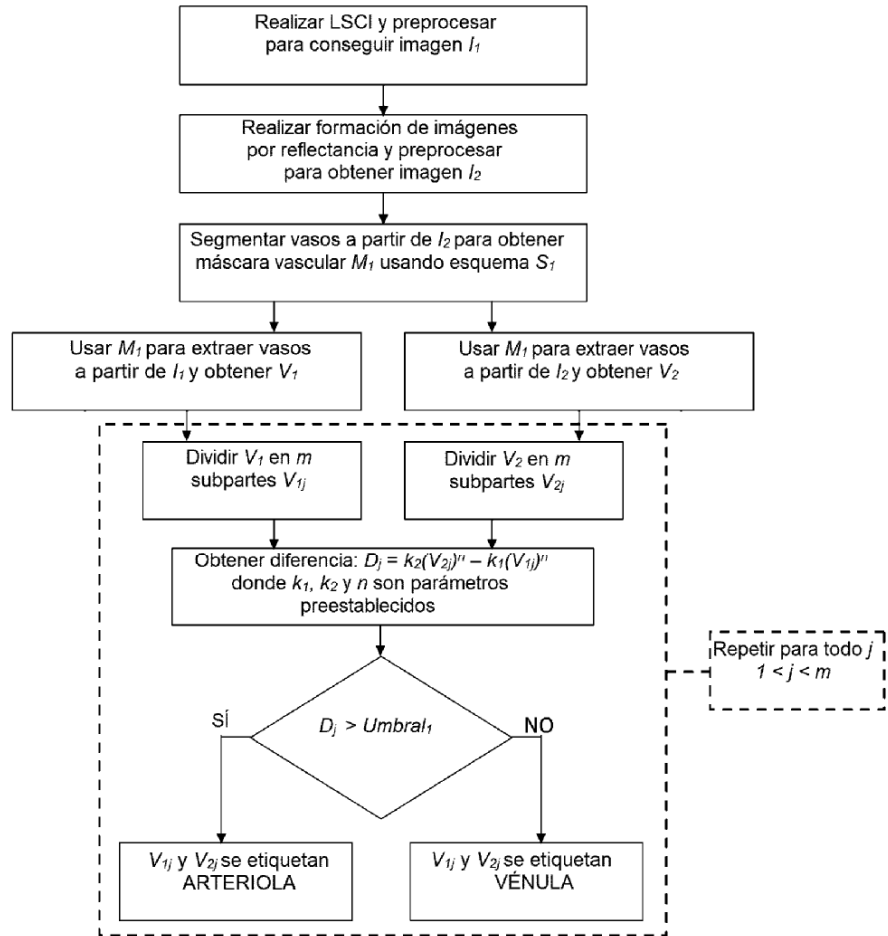 Realizar LSCI y preprocesar
para conseguir imagen I₁
Realizar formación de imágenes
por reflectancia y preprocesar
para obtener imagen I₂
Segmentar vasos a partir de I₂ para obtener
máscara vascular M₁ usando esquema S₁
Usar M₁ para extraer vasos
a partir de I₁ y obtener V₁
Usar M₁ para extraer vasos
a partir de I₂ y obtener V₂
Dividir V₁ en m
subpartes V₁ⱼ
Dividir V₂ en m
subpartes V₂ⱼ
Obtener diferencia: Dⱼ = k₂(V₂ⱼ)ⁿ – k₁(V₁ⱼ)ⁿ
donde k₁, k₂ y n son parámetros
preestablecidos
Repetir para todo j
1 < j < m
SÍ
Dⱼ > Umbral₁
NO
V₁ⱼ y V₂ⱼ se etiquetan
ARTERIOLA
V₁ⱼ y V₂ⱼ se etiquetan
VÉNULA